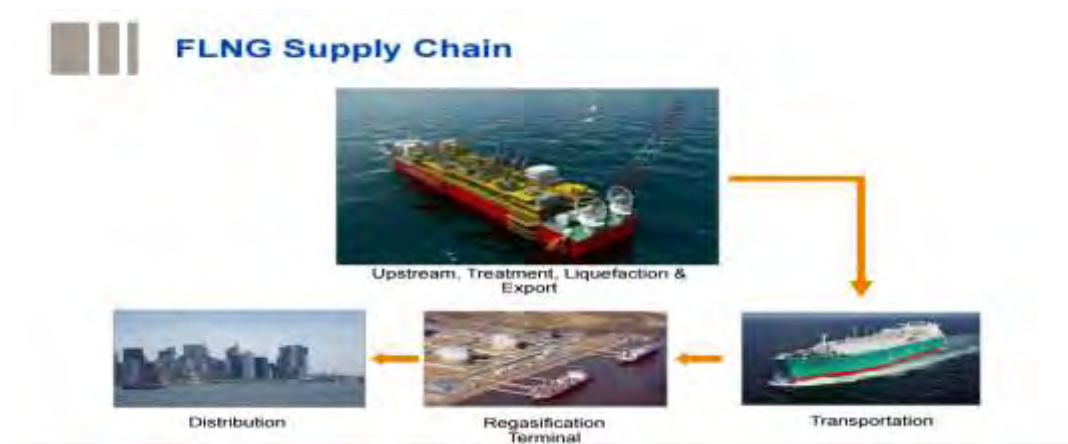 FLNG Supply Chain
Upstream, Treatment, Liquefaction &
Export
Distribution
Regasification
Terminal
Transportation